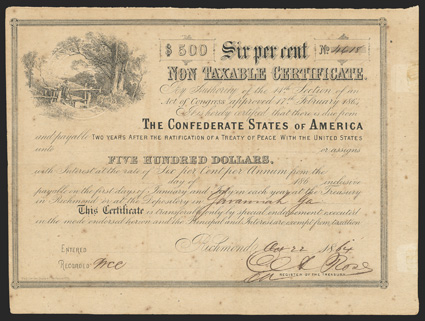 $ 500 Six per cent No
NON TAXABLE CERTIFICATE.
By Authority of the 14th Section of an
Act of Congress approved 17th February 1864
It is hereby certified that there is due from
THE CONFEDERATE STATES OF AMERICA
and payable TWO YEARS AFTER THE RATIFICATION OF A TREATY OF PEACE WITH THE UNITED STATES
unto or assigns
FIVE HUNDRED DOLLARS,
with Interest at the rate of Six per Cent per Annum from the
day of 186 inclusive
payable on the first days of January and July in each year at the Treasury
in Richmond or at the Depository in Savannah Ga
This Certificate is transferable only by special endorsement executed
in the mode endorsed hereon and the Principal and Interest are exempt from taxation
Richmond, Oct 22 1864
ENTERED
RECORDED Rose
REGISTER OF THE TREASURY